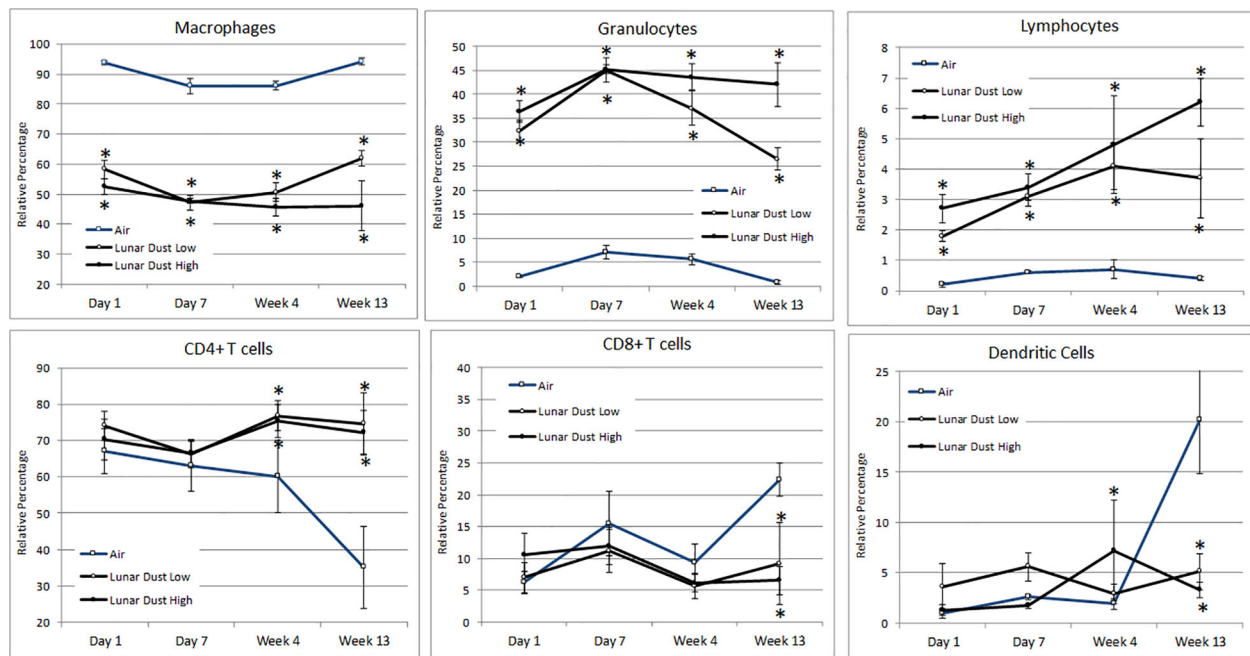 Macrophages
Relative Percentage
100
90
80
70
60
50
40
30
20
*
*
*
*
*
*
*
*
Air
Lunar Dust Low
Lunar Dust High
Day 1 Day 7 Week 4 Week 13
Granulocytes
Relative Percentage
50
45
40
35
30
25
20
15
10
5
0
*
*
*
*
*
*
*
*
Air
Lunar Dust Low
Lunar Dust High
Day 1 Day 7 Week 4 Week 13
Lymphocytes
Relative Percentage
8
7
6
5
4
3
2
1
0
Air
Lunar Dust Low
Lunar Dust High
*
*
*
*
*
*
*
*
Day 1 Day 7 Week 4 Week 13
CD4+ T cells
Relative Percentage
90
80
70
60
50
40
30
20
*
*
*
*
Air
Lunar Dust Low
Lunar Dust High
Day 1 Day 7 Week 4 Week 13
CD8+ T cells
Relative Percentage
40
35
30
25
20
15
10
5
0
Air
Lunar Dust Low
Lunar Dust High
*
*
Day 1 Day 7 Week 4 Week 13
Dendritic Cells
Relative Percentage
25
20
15
10
5
0
Air
Lunar Dust Low
Lunar Dust High
*
*
*
Day 1 Day 7 Week 4 Week 13